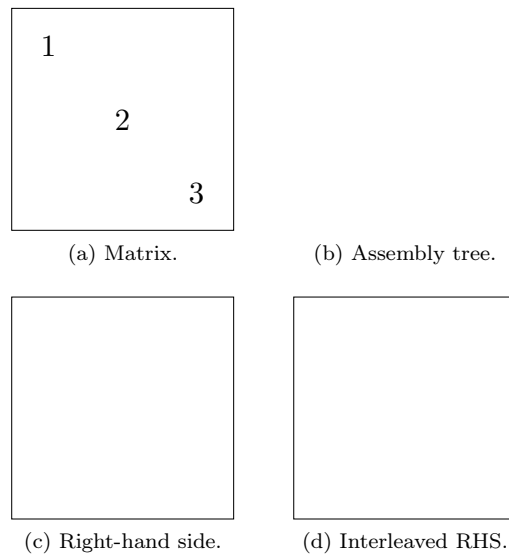 1
2
3
(a) Matrix.
(b) Assembly tree.
(c) Right-hand side.
(d) Interleaved RHS.